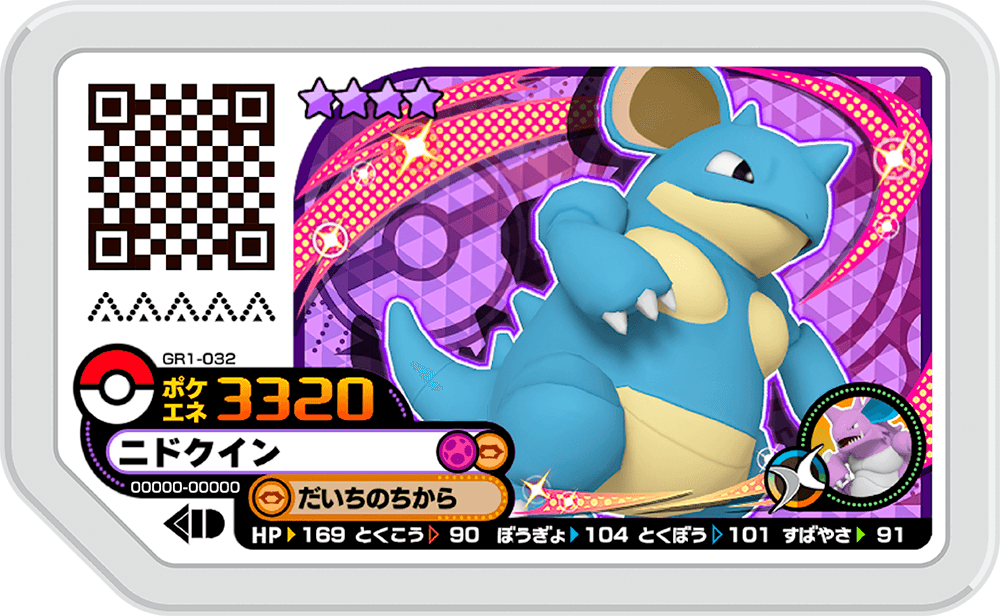 GR1-032
ポケ
エネ 3320
ニドクイン
00000-00000
だいちのちから
ID
HP 169 とくこう 90 ぼうぎょ 104 とくぼう 101 すばやさ 91